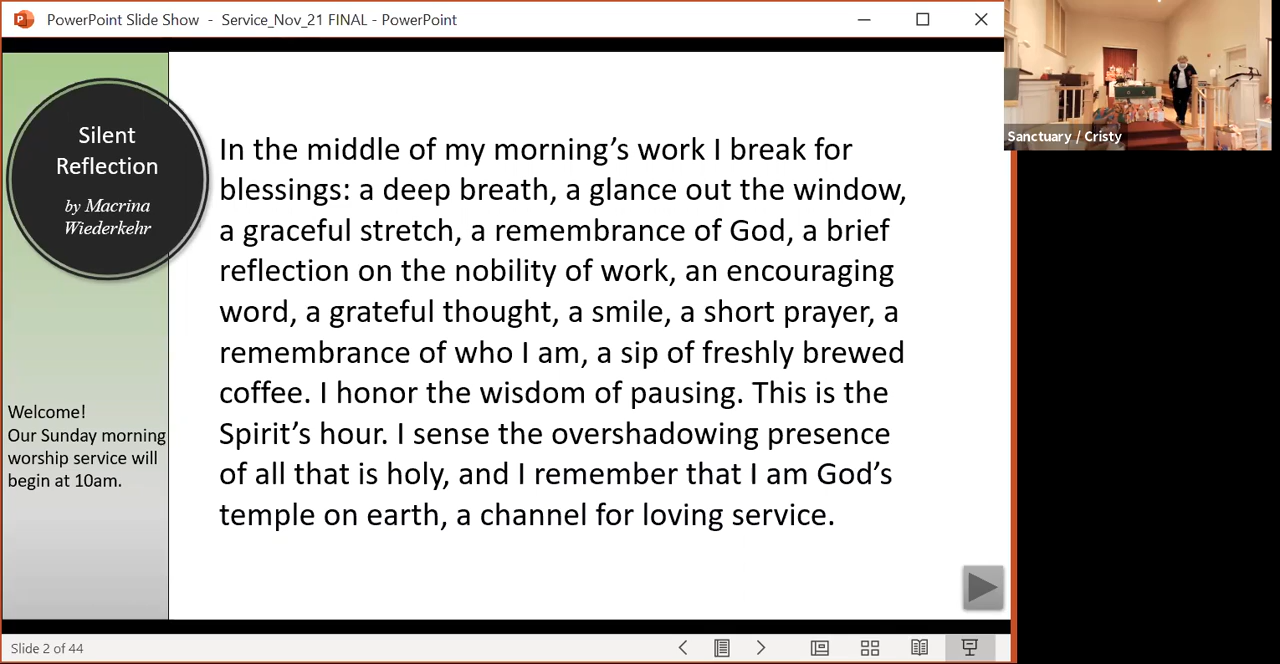 PowerPoint Slide Show - Service_Nov_21 FINAL - PowerPoint
Silent
Reflection
by Macrina
Wiederkehr
In the middle of my morning’s work I break for
blessings: a deep breath, a glance out the window,
a graceful stretch, a remembrance of God, a brief
reflection on the nobility of work, an encouraging
word, a grateful thought, a smile, a short prayer, a
remembrance of who I am, a sip of freshly brewed
coffee. I honor the wisdom of pausing. This is the
Spirit’s hour. I sense the overshadowing presence
of all that is holy, and I remember that I am God’s
temple on earth, a channel for loving service.
Welcome!
Our Sunday morning
worship service will
begin at 10am.
Sanctuary / Cristy
Slide 2 of 44